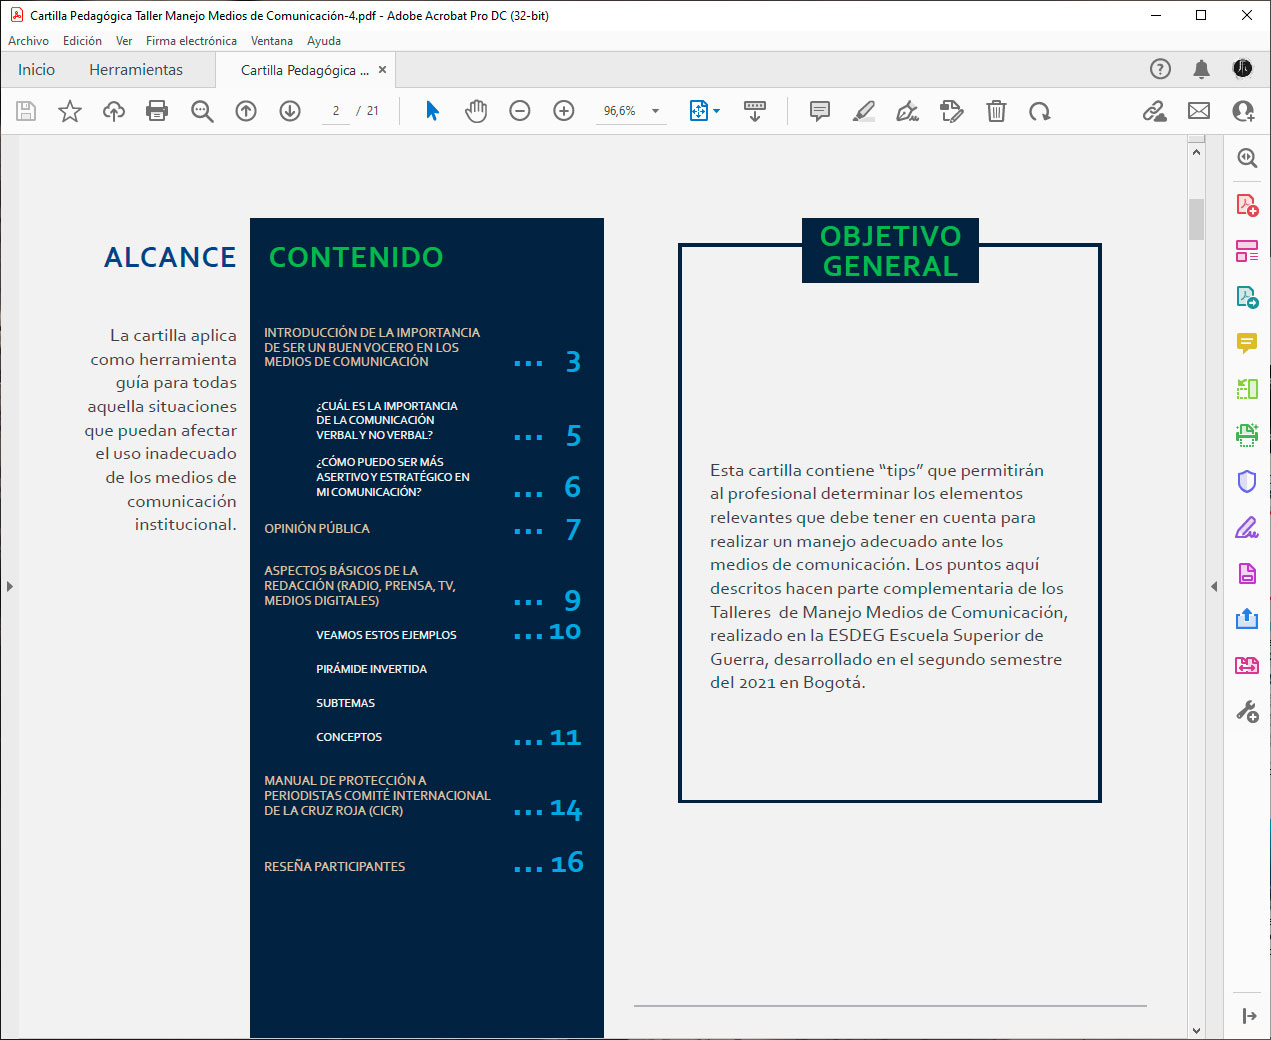 Cartilla Pedagógica Taller Manejo Medios de Comunicación-4.pdf - Adobe Acrobat Pro DC (32-bit)
Archivo Edición Ver Firma electrónica Ventana Ayuda
Inicio Herramientas Cartilla Pedagógica ... ×
2 / 21 96,6%
ALCANCE
La cartilla aplica
como herramienta
guía para todas
aquella situaciones
que puedan afectar
el uso inadecuado
de los medios de
comunicación
institucional.
CONTENIDO
INTRODUCCIÓN DE LA IMPORTANCIA
DE SER UN BUEN VOCERO EN LOS
MEDIOS DE COMUNICACIÓN ... 3
¿CUÁL ES LA IMPORTANCIA
DE LA COMUNICACIÓN
VERBAL Y NO VERBAL? ... 5
¿CÓMO PUEDO SER MÁS
ASERTIVO Y ESTRATÉGICO EN
MI COMUNICACIÓN? ... 6
OPINIÓN PÚBLICA ... 7
ASPECTOS BÁSICOS DE LA
REDACCIÓN (RADIO, PRENSA, TV,
MEDIOS DIGITALES) ... 9
VEAMOS ESTOS EJEMPLOS ... 10
PIRÁMIDE INVERTIDA
SUBTEMAS
CONCEPTOS ... 11
MANUAL DE PROTECCIÓN A
PERIODISTAS COMITÉ INTERNACIONAL
DE LA CRUZ ROJA (CICR) ... 14
RESEÑA PARTICIPANTES ... 16
OBJETIVO
GENERAL
Esta cartilla contiene “tips” que permitirán
al profesional determinar los elementos
relevantes que debe tener en cuenta para
realizar un manejo adecuado ante los
medios de comunicación. Los puntos aquí
descritos hacen parte complementaria de los
Talleres de Manejo Medios de Comunicación,
realizado en la ESDEG Escuela Superior de
Guerra, desarrollado en el segundo semestre
del 2021 en Bogotá.